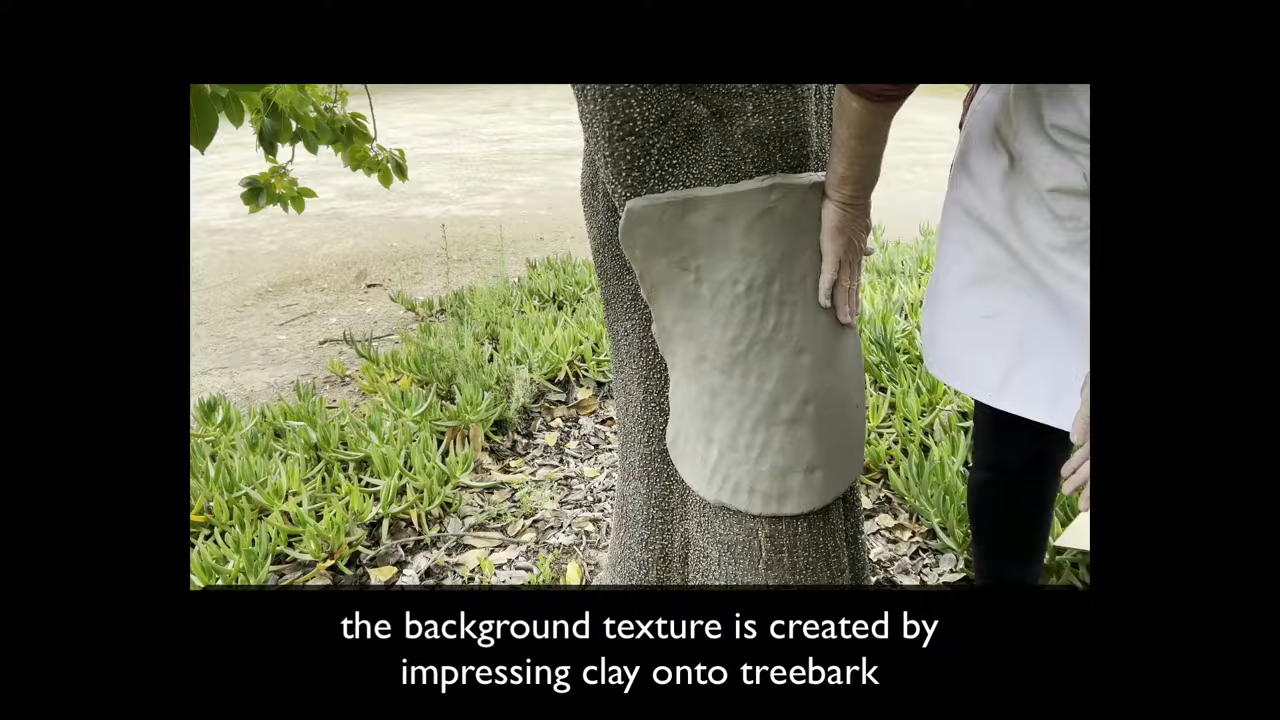 the background texture is created by
impressing clay onto treebark